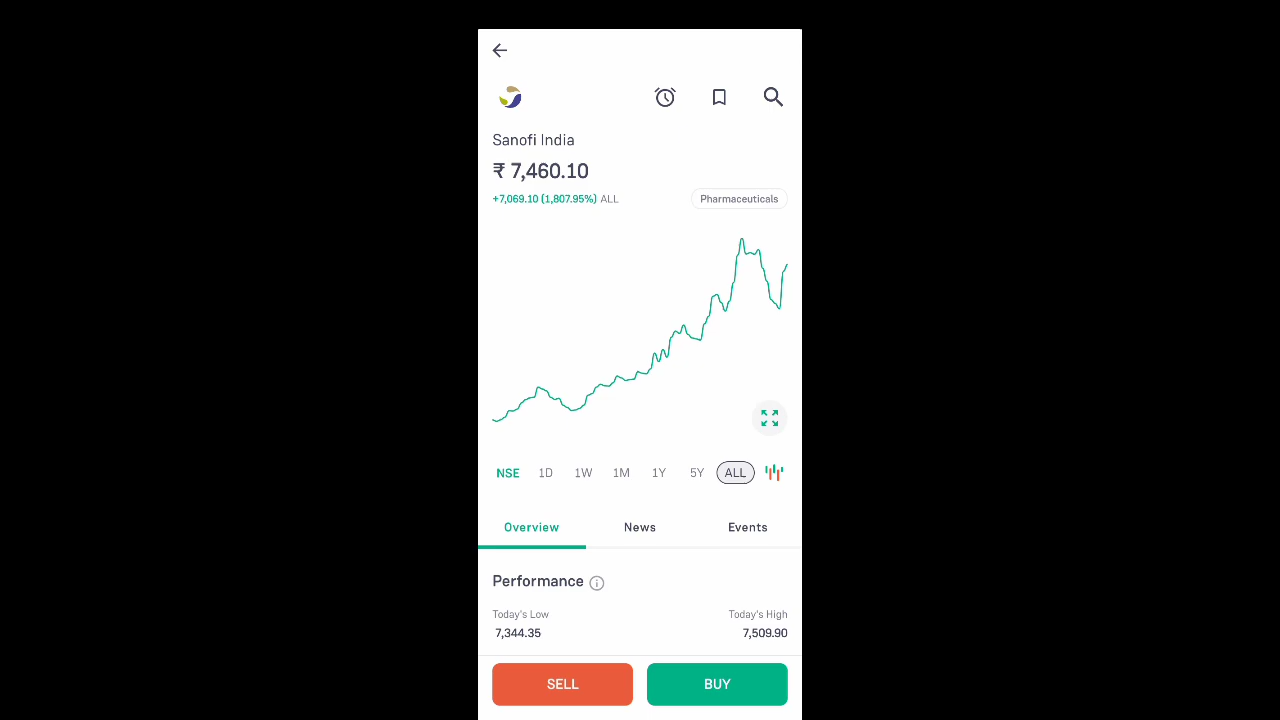 Sanofi India
₹ 7,460.10
+7,069.10 (1,807.95%) ALL
Pharmaceuticals
NSE 1D 1W 1M 1Y 5Y ALL
Overview News Events
Performance
Today's Low Today's High
7,344.35 7,509.90
SELL BUY